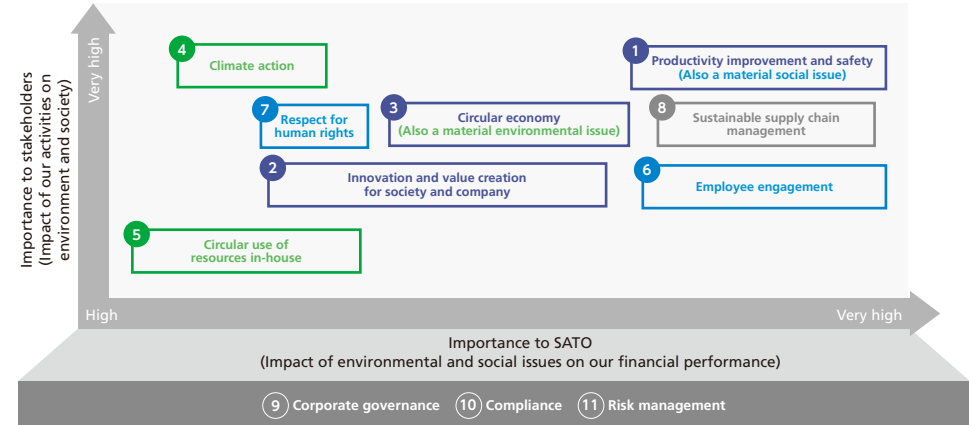 Importance to stakeholders
(Impact of our activities on
environment and society)
Very high
4
Climate action
1
Productivity improvement and safety
(Also a material social issue)
7
Respect for
human rights
3
Circular economy
(Also a material environmental issue)
8
Sustainable supply chain
management
2
Innovation and value creation
for society and company
6
Employee engagement
5
Circular use of
resources in-house
High
Very high
Importance to SATO
(Impact of environmental and social issues on our financial performance)
9 Corporate governance 10 Compliance 11 Risk management